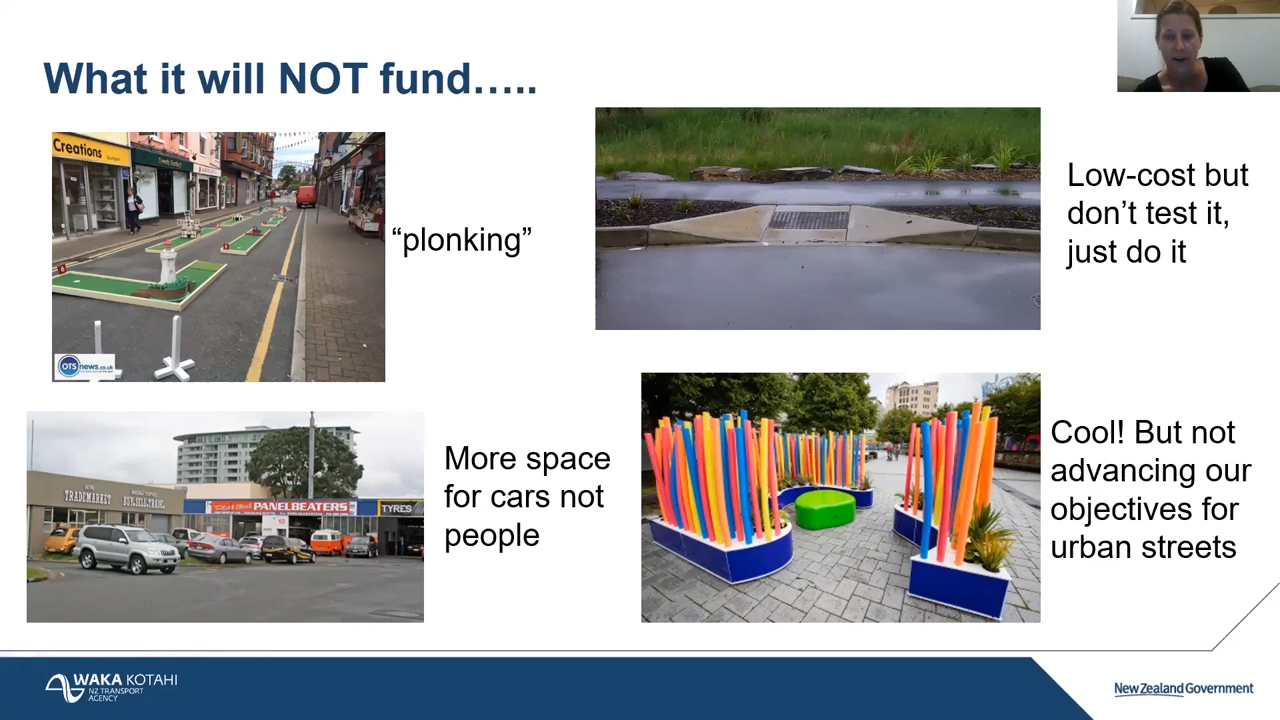 What it will NOT fund…..
Creations
“plonking”
OTSnews.co.uk
Low-cost but
don’t test it,
just do it
TRADEMARKET
PANELBEATERS
TYRES
More space
for cars not
people
Cool! But not
advancing our
objectives for
urban streets
WAKA KOTAHI
NZ TRANSPORT
AGENCY
New Zealand Government